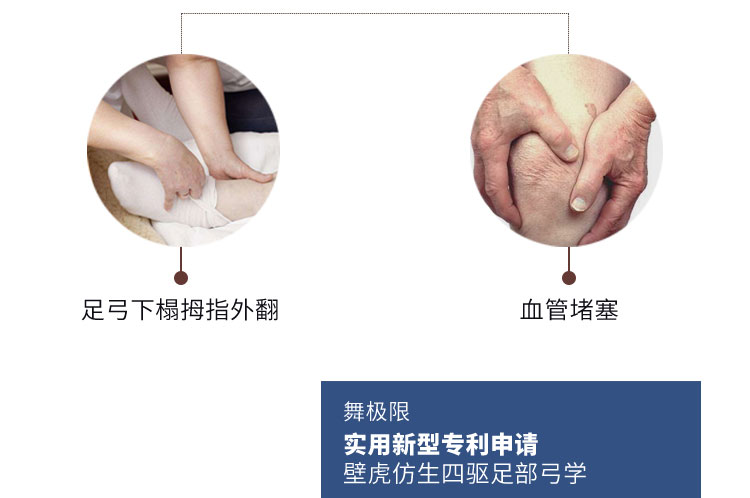 足弓下榻拇指外翻
血管堵塞
舞极限
实用新型专利申请
壁虎仿生四驱足部弓学